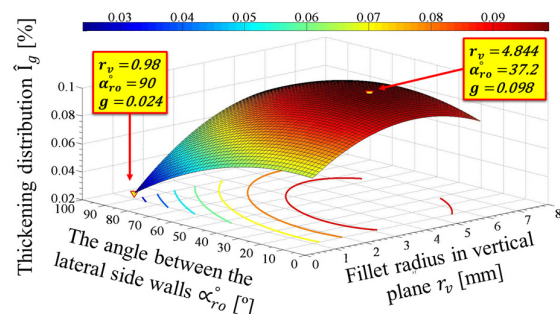 0.03 0.04 0.05 0.06 0.07 0.08 0.09
r_v = 0.98
α°_ro = 90
g = 0.024
r_v = 4.844
α°_ro = 37.2
g = 0.098
Thickening distribution Î_g [%]
0.1
0.08
0.06
0.04
0.02
100 90 80 70 60 50 40 30 20 10 0
0 1 2 3 4 5 6 7 8
The angle between the
lateral side walls ∝°_ro [º]
Fillet radius in vertical
plane r_v [mm]